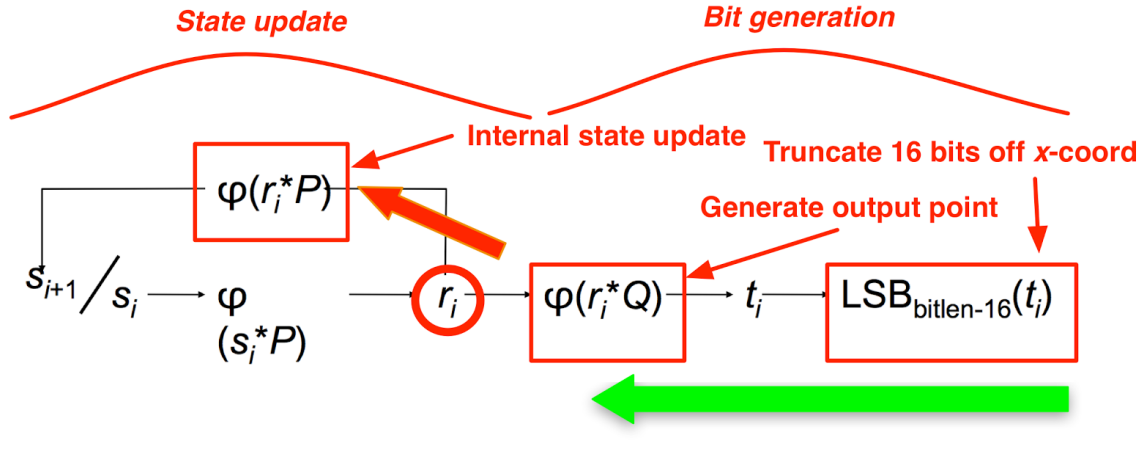 State update
Bit generation
Internal state update
Truncate 16 bits off x-coord
φ(rᵢ*P)
Generate output point
sᵢ₊₁/sᵢ
φ
(sᵢ*P)
rᵢ
φ(rᵢ*Q)
tᵢ
LSB_bitlen-16(tᵢ)